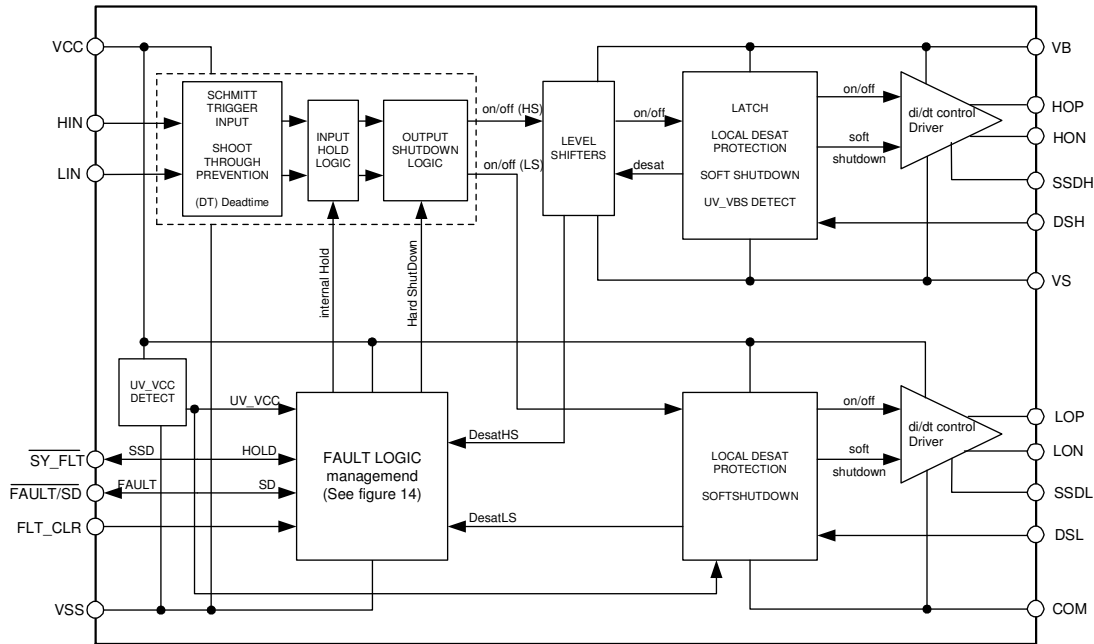 VCC
HIN
LIN
SCHMITT
TRIGGER
INPUT
SHOOT
THROUGH
PREVENTION
(DT) Deadtime
INPUT
HOLD
LOGIC
OUTPUT
SHUTDOWN
LOGIC
on/off (HS)
on/off (LS)
LEVEL
SHIFTERS
on/off
desat
LATCH
LOCAL DESAT
PROTECTION
SOFT SHUTDOWN
UV_VBS DETECT
on/off
soft
shutdown
di/dt control
Driver
VB
HOP
HON
SSDH
DSH
VS
internal Hold
Hard ShutDown
UV_VCC
DETECT
UV_VCC
SY_FLT
SSD
HOLD
FAULT/SD
FAULT
SD
FLT_CLR
VSS
FAULT LOGIC
managemend
(See figure 14)
DesatHS
DesatLS
LOCAL DESAT
PROTECTION
SOFTSHUTDOWN
on/off
soft
shutdown
di/dt control
Driver
LOP
LON
SSDL
DSL
COM